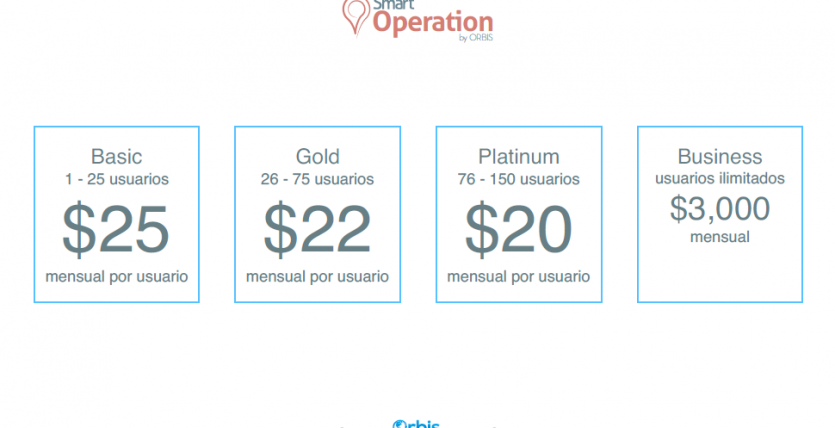 Smart
Operation
by ORBIS
Basic
1 - 25 usuarios
$25
mensual por usuario
Gold
26 - 75 usuarios
$22
mensual por usuario
Platinum
76 - 150 usuarios
$20
mensual por usuario
Business
usuarios ilimitados
$3,000
mensual
Orbis